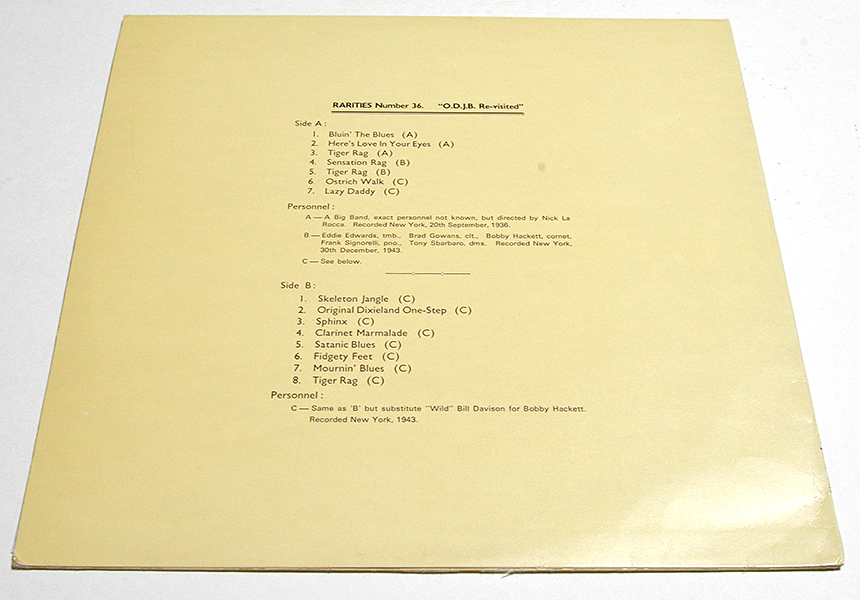 RARITIES Number 36. "O.D.J.B. Re-visited"
Side A :
1. Bluin' The Blues (A)
2. Here's Love In Your Eyes (A)
3. Tiger Rag (A)
4. Sensation Rag (B)
5. Tiger Rag (B)
6. Ostrich Walk (C)
7. Lazy Daddy (C)
Personnel :
A — A Big Band, exact personnel not known, but directed by Nick La
Rocca. Recorded New York, 20th September, 1936.
B — Eddie Edwards, tmb., Brad Gowans, clt., Bobby Hackett, cornet,
Frank Signorelli, pno., Tony Sbarbaro, dms. Recorded New York,
30th December, 1943.
C — See below.
Side B :
1. Skeleton Jangle (C)
2. Original Dixieland One-Step (C)
3. Sphinx (C)
4. Clarinet Marmalade (C)
5. Satanic Blues (C)
6. Fidgety Feet (C)
7. Mournin' Blues (C)
8. Tiger Rag (C)
Personnel :
C — Same as 'B' but substitute "Wild" Bill Davison for Bobby Hackett.
Recorded New York, 1943.